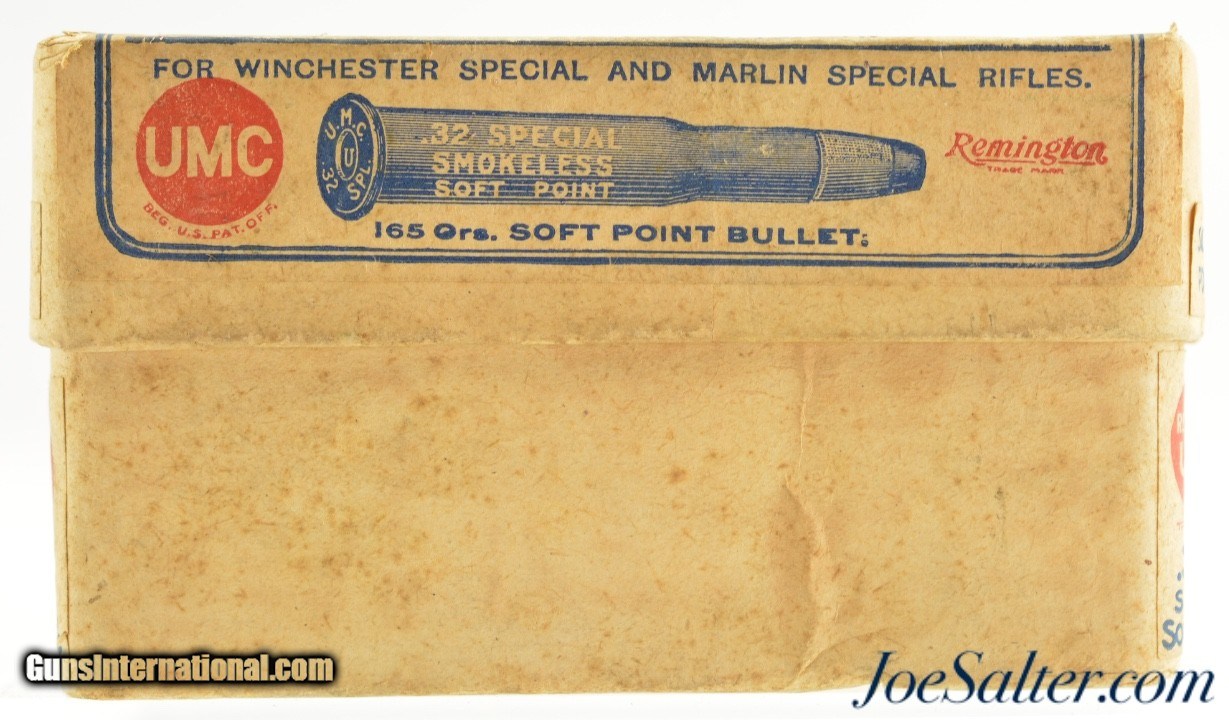 FOR WINCHESTER SPECIAL AND MARLIN SPECIAL RIFLES.
UMC
REG. U.S. PAT. OFF.
U.M.C.
U
32 SPL.
.32 SPECIAL
SMOKELESS
SOFT POINT
Remington
TRADE MARK
165 Grs. SOFT POINT BULLET.
GunsInternational.com
JoeSalter.com